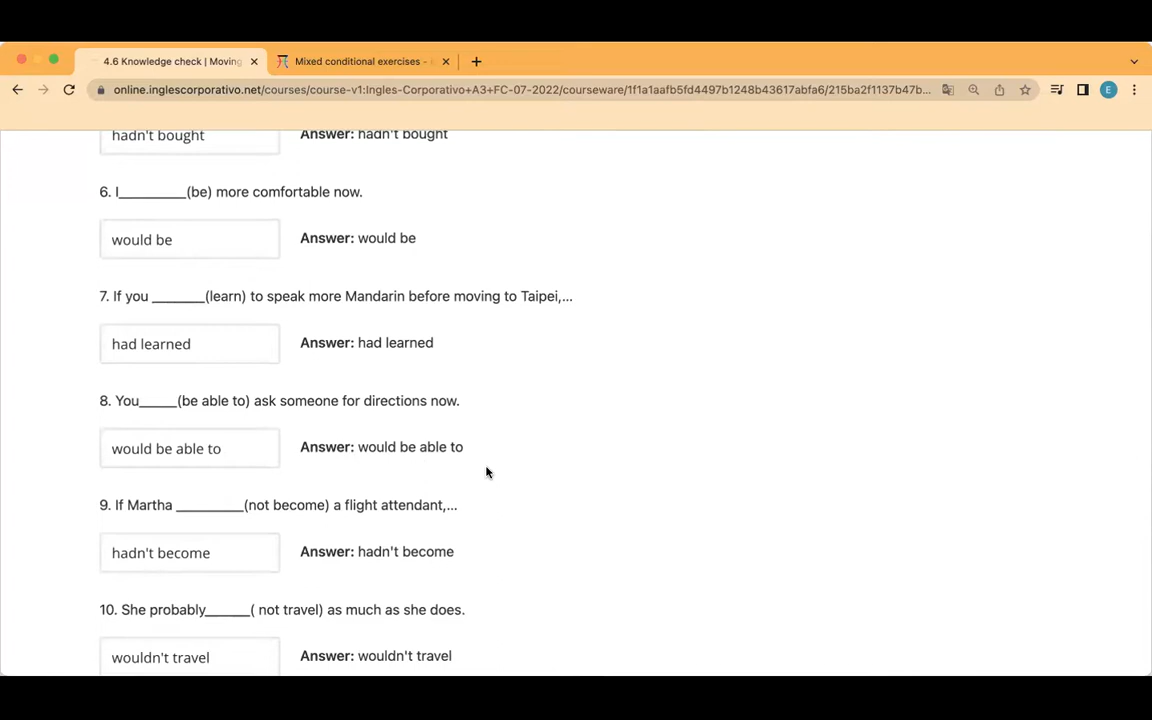 4.6 Knowledge check | Moving
Mixed conditional exercises -
online.inglescorporativo.net/courses/course-v1:Ingles-Corporativo+A3+FC-07-2022/courseware/1f1a1aafb5fd4497b1248b43617abfa6/215ba2f1137b47b...
E
hadn't bought Answer: hadn't bought
6. I_________(be) more comfortable now.
would be Answer: would be
7. If you _______(learn) to speak more Mandarin before moving to Taipei,...
had learned Answer: had learned
8. You_____(be able to) ask someone for directions now.
would be able to Answer: would be able to
9. If Martha _________(not become) a flight attendant,...
hadn't become Answer: hadn't become
10. She probably______( not travel) as much as she does.
wouldn't travel Answer: wouldn't travel